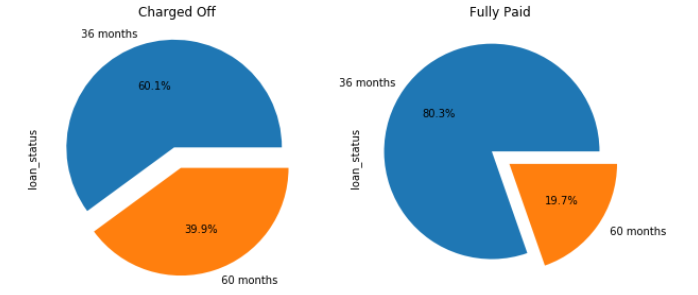 Charged Off
36 months
60.1%
loan_status
39.9%
60 months
Fully Paid
36 months
80.3%
loan_status
19.7%
60 months